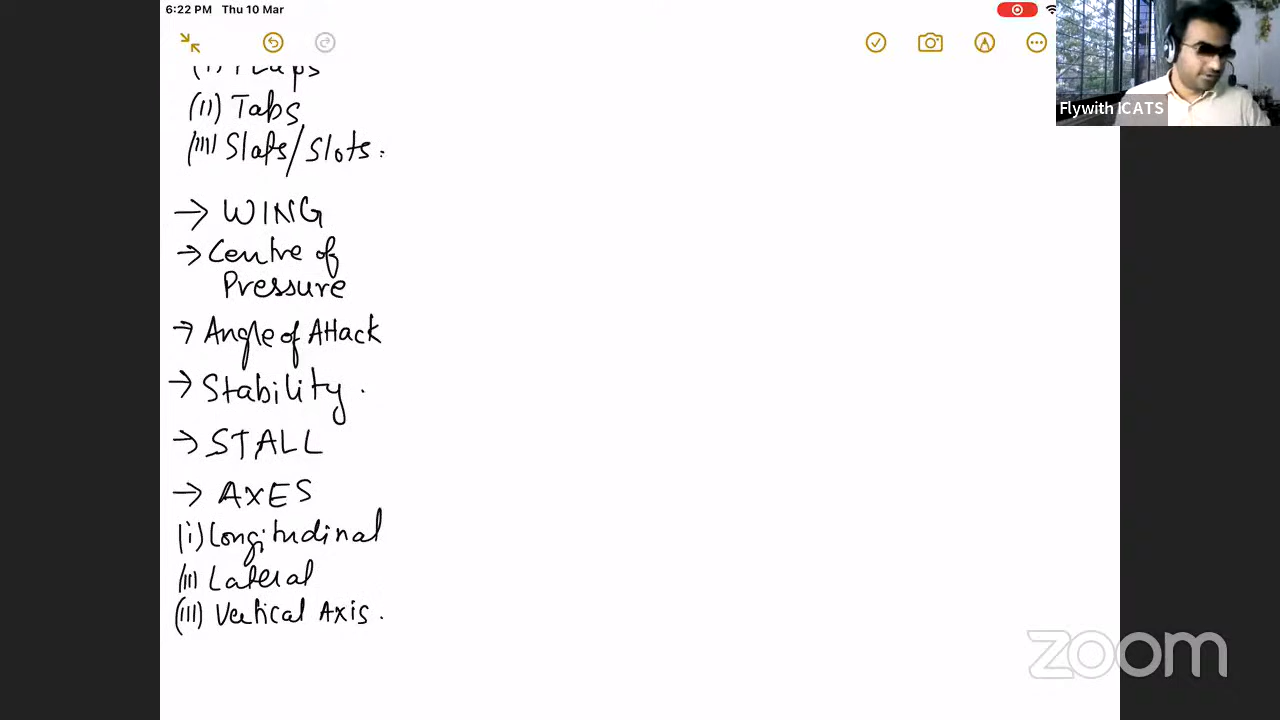 6:22 PM Thu 10 Mar
Flywith ICATS
(i) Flaps
(ii) Tabs
(iii) Slats/Slots.
→ WING
→ Centre of
Pressure
→ Angle of Attack
→ Stability.
→ STALL
→ AXES
(i) Longitudinal
(ii) Lateral
(iii) Vertical Axis.
zoom